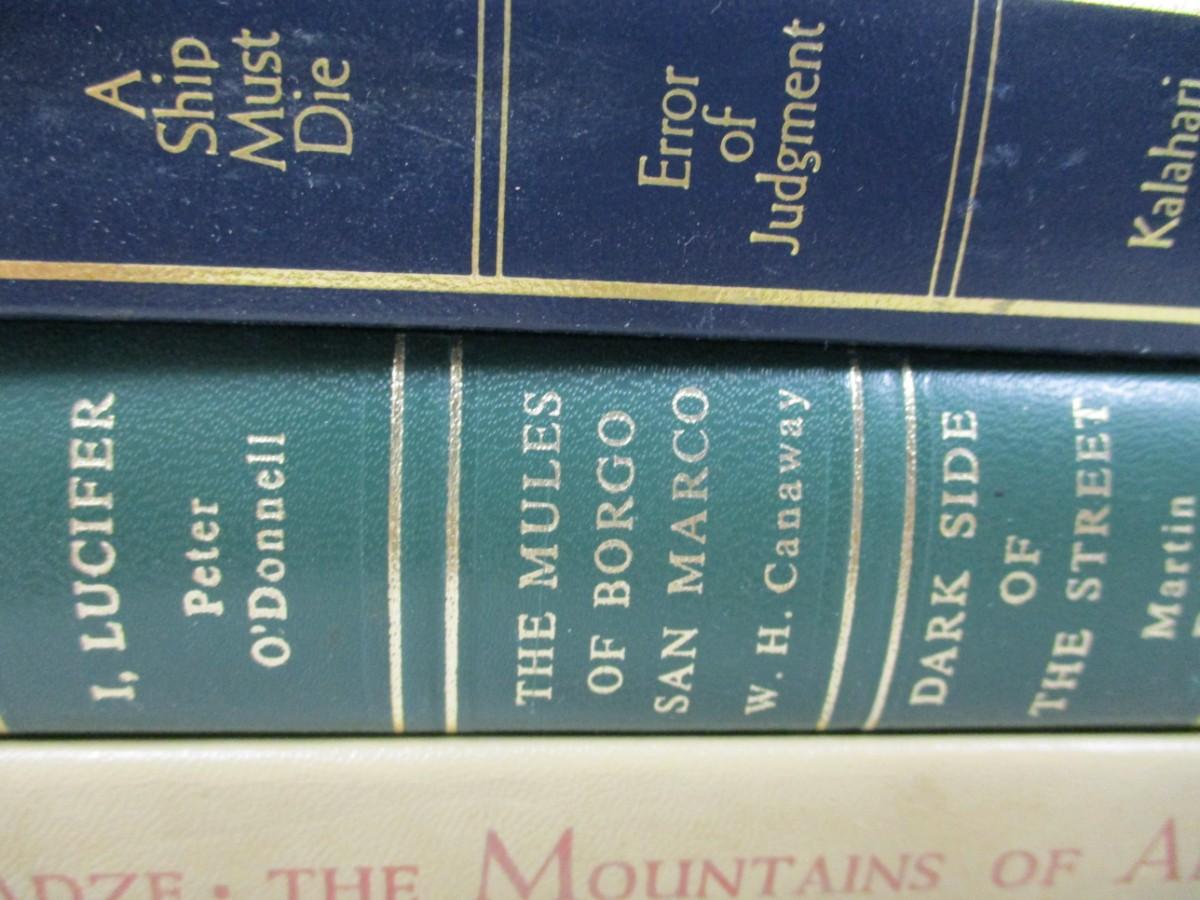 A
Ship
Must
Die
Error
of
Judgment
Kalahari
I, LUCIFER
Peter
O'Donnell
THE MULES
OF BORGO
SAN MARCO
W. H. Canaway
DARK SIDE
OF
THE STREET
Martin
ADZE · THE MOUNTAINS OF